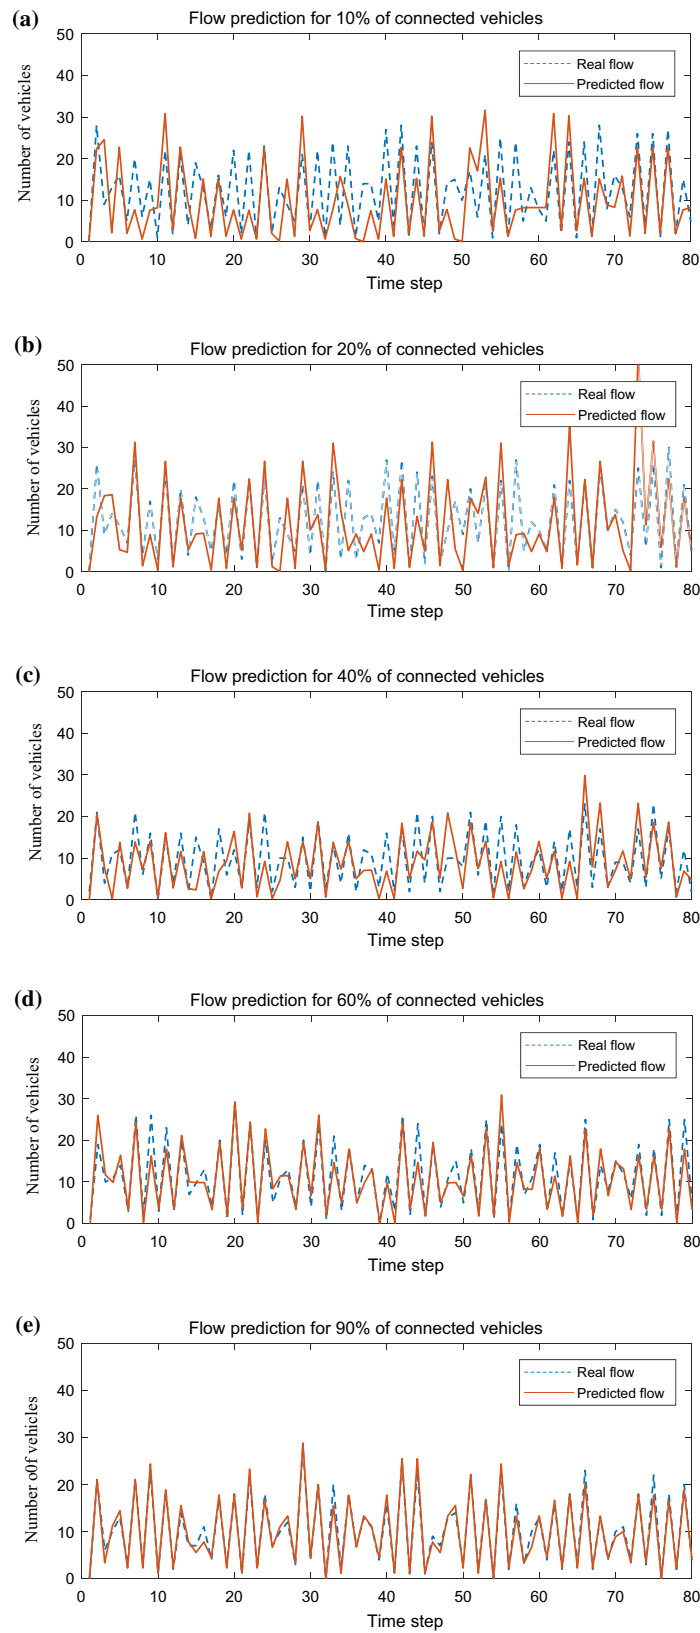 (a)
Flow prediction for 10% of connected vehicles
50
40
30
20
10
0
Number of vehicles
Real flow
Predicted flow
0 10 20 30 40 50 60 70 80
Time step
(b)
Flow prediction for 20% of connected vehicles
50
40
30
20
10
0
Number of vehicles
Real flow
Predicted flow
0 10 20 30 40 50 60 70 80
Time step
(c)
Flow prediction for 40% of connected vehicles
50
40
30
20
10
0
Number of vehicles
Real flow
Predicted flow
0 10 20 30 40 50 60 70 80
Time step
(d)
Flow prediction for 60% of connected vehicles
50
40
30
20
10
0
Number of vehicles
Real flow
Predicted flow
0 10 20 30 40 50 60 70 80
Time step
(e)
Flow prediction for 90% of connected vehicles
50
40
30
20
10
0
Number o0f vehicles
Real flow
Predicted flow
0 10 20 30 40 50 60 70 80
Time step